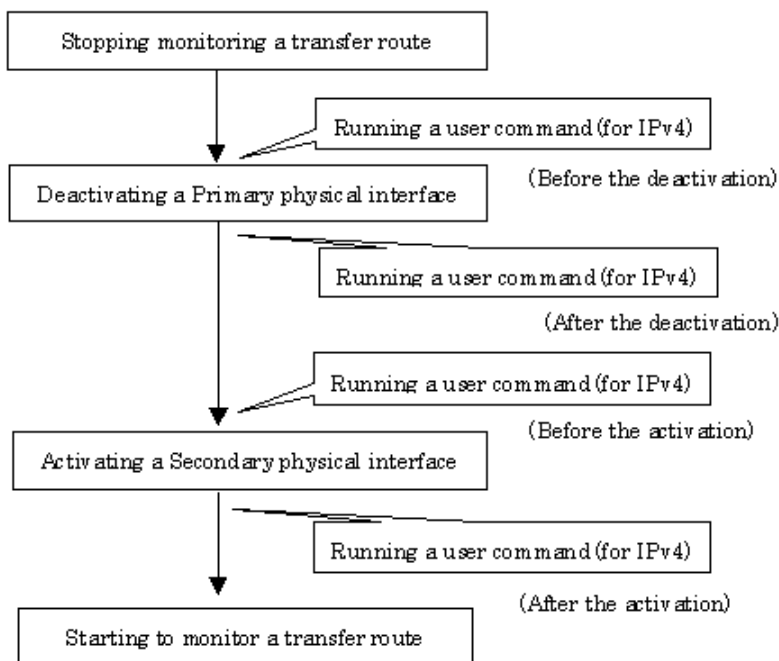 Stopping monitoring a transfer route
Running a user command (for IPv4)
(Before the deactivation)
Deactivating a Primary physical interface
Running a user command (for IPv4)
(After the deactivation)
Running a user command (for IPv4)
(Before the activation)
Activating a Secondary physical interface
Running a user command (for IPv4)
(After the activation)
Starting to monitor a transfer route